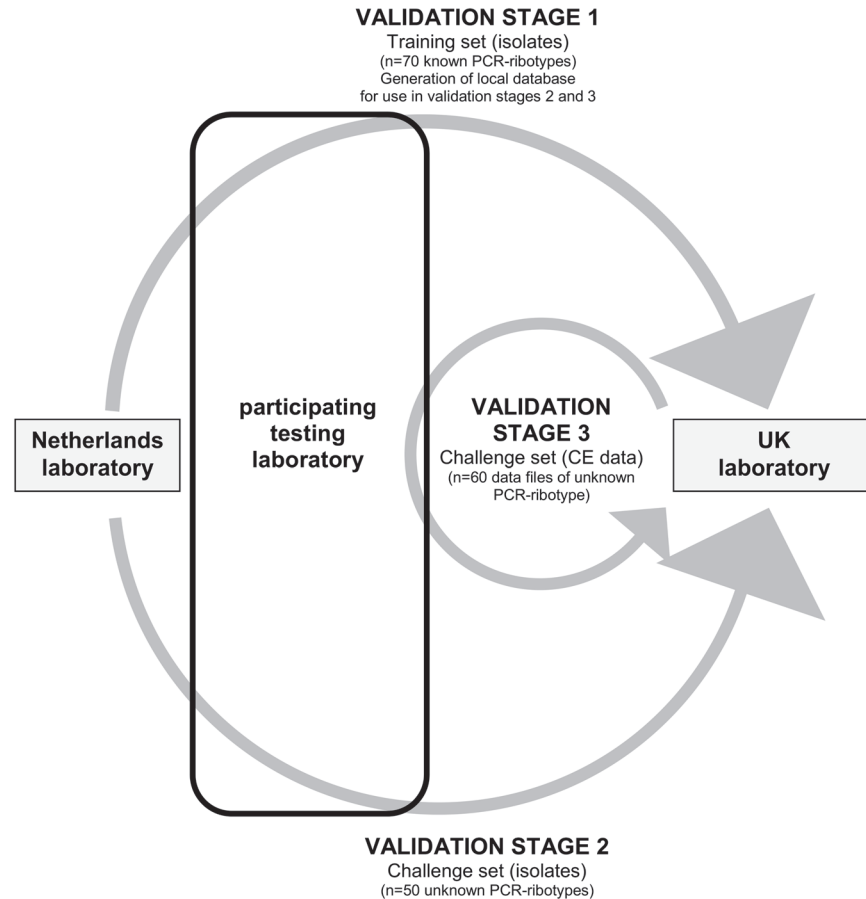 VALIDATION STAGE 1
Training set (isolates)
(n=70 known PCR-ribotypes)
Generation of local database
for use in validation stages 2 and 3
participating
testing
laboratory
Netherlands
laboratory
VALIDATION
STAGE 3
Challenge set (CE data)
(n=60 data files of unknown
PCR-ribotype)
UK
laboratory
VALIDATION STAGE 2
Challenge set (isolates)
(n=50 unknown PCR-ribotypes)